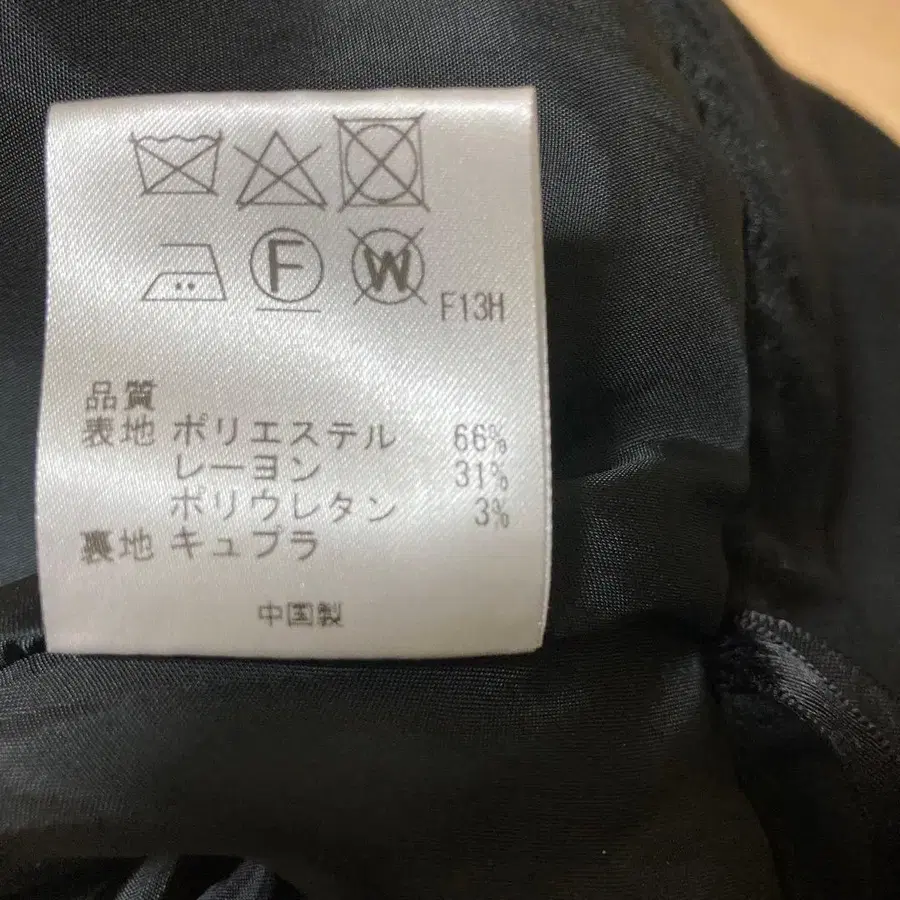 F
W
F13H
品質
表地 ポリエステル 66%
レーヨン 31%
ポリウレタン 3%
裏地 キュプラ
中国製